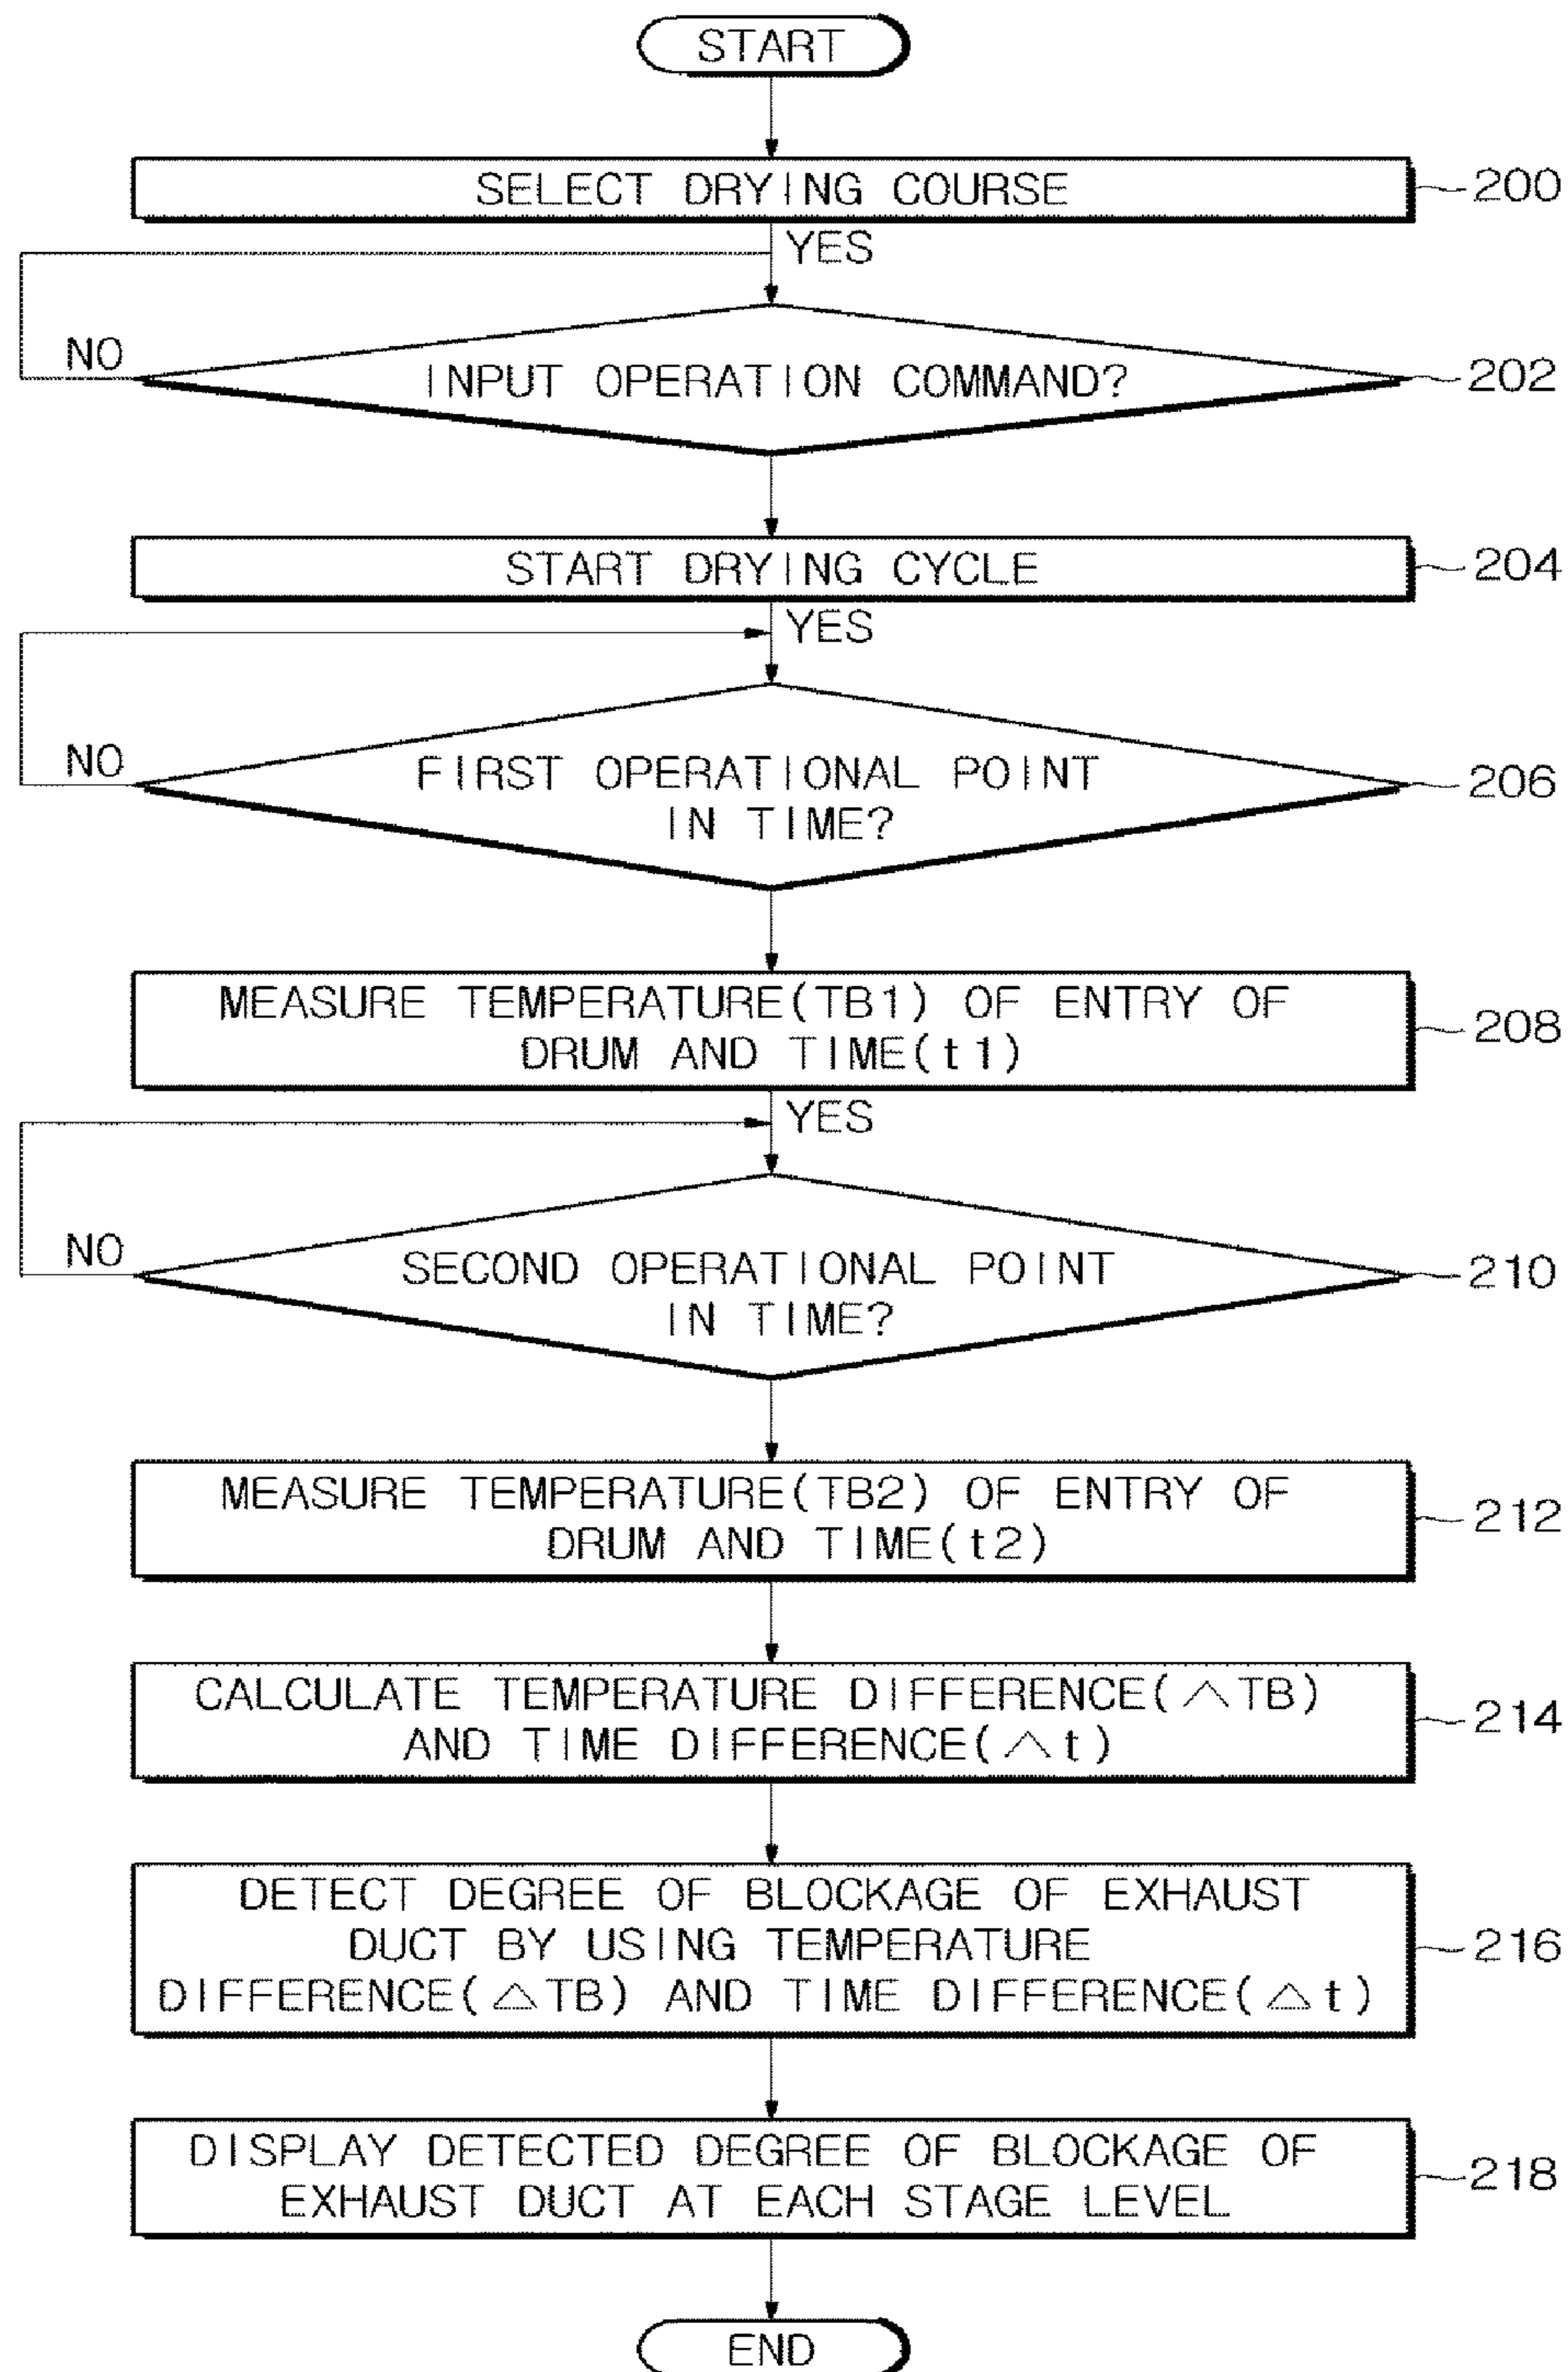 START
SELECT DRYING COURSE
200
YES
NO
INPUT OPERATION COMMAND?
202
START DRYING CYCLE
204
YES
NO
FIRST OPERATIONAL POINT
IN TIME?
206
MEASURE TEMPERATURE(TB1) OF ENTRY OF
DRUM AND TIME(t1)
208
YES
NO
SECOND OPERATIONAL POINT
IN TIME?
210
MEASURE TEMPERATURE(TB2) OF ENTRY OF
DRUM AND TIME(t2)
212
CALCULATE TEMPERATURE DIFFERENCE(△TB)
AND TIME DIFFERENCE(△t)
214
DETECT DEGREE OF BLOCKAGE OF EXHAUST
DUCT BY USING TEMPERATURE
DIFFERENCE(△TB) AND TIME DIFFERENCE(△t)
216
DISPLAY DETECTED DEGREE OF BLOCKAGE OF
EXHAUST DUCT AT EACH STAGE LEVEL
218
END